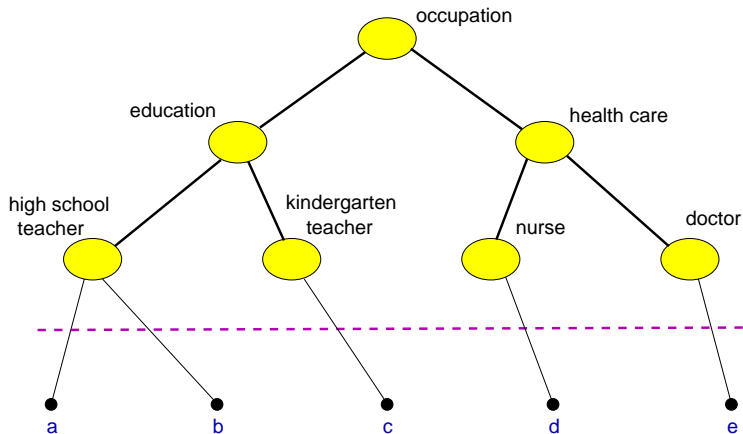 occupation
education
health care
high school
teacher
kindergarten
teacher
nurse
doctor
a
b
c
d
e